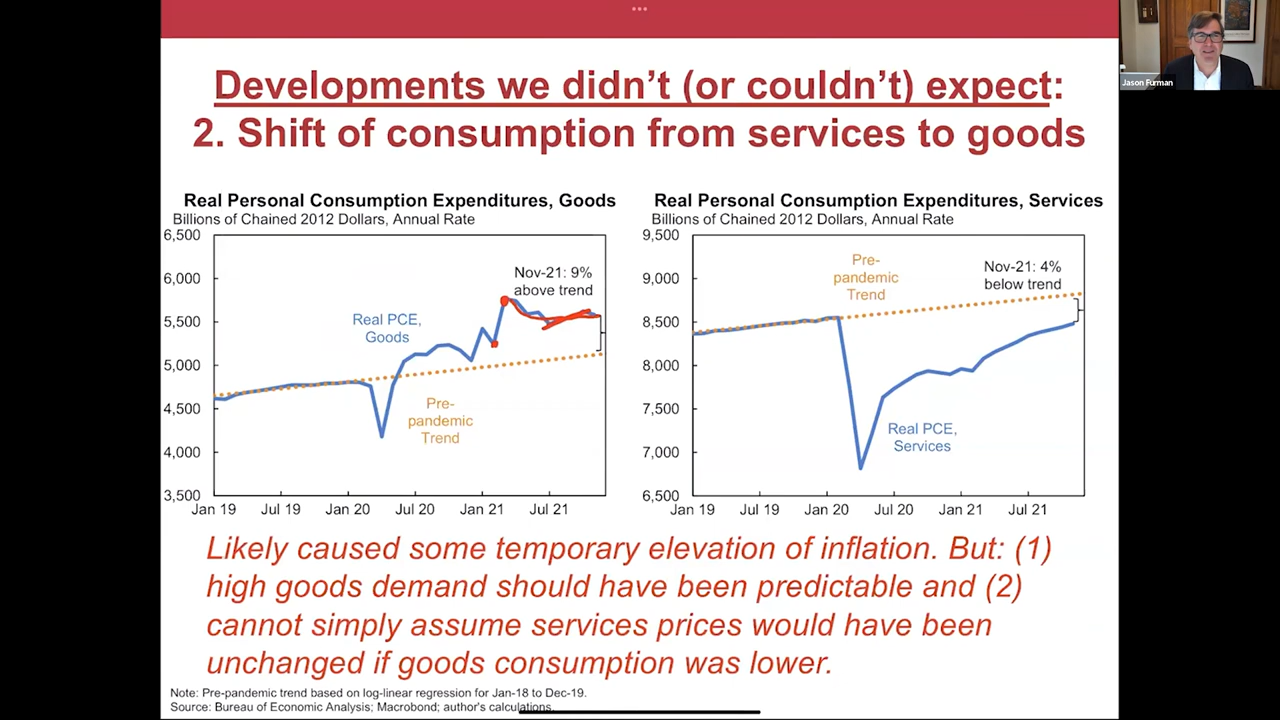 Jason Furman
Developments we didn't (or couldn't) expect:
2. Shift of consumption from services to goods
Real Personal Consumption Expenditures, Goods
Billions of Chained 2012 Dollars, Annual Rate
6,500
6,000
5,500
5,000
4,500
4,000
3,500
Jan 19
Jul 19
Jan 20
Jul 20
Jan 21
Jul 21
Nov-21: 9%
above trend
Real PCE,
Goods
Pre-
pandemic
Trend
Real Personal Consumption Expenditures, Services
Billions of Chained 2012 Dollars, Annual Rate
9,500
9,000
8,500
8,000
7,500
7,000
6,500
Jan 19
Jul 19
Jan 20
Jul 20
Jan 21
Jul 21
Pre-
pandemic
Trend
Nov-21: 4%
below trend
Real PCE,
Services
Likely caused some temporary elevation of inflation. But: (1)
high goods demand should have been predictable and (2)
cannot simply assume services prices would have been
unchanged if goods consumption was lower.
Note: Pre-pandemic trend based on log-linear regression for Jan-18 to Dec-19.
Source: Bureau of Economic Analysis; Macrobond; author's calculations.